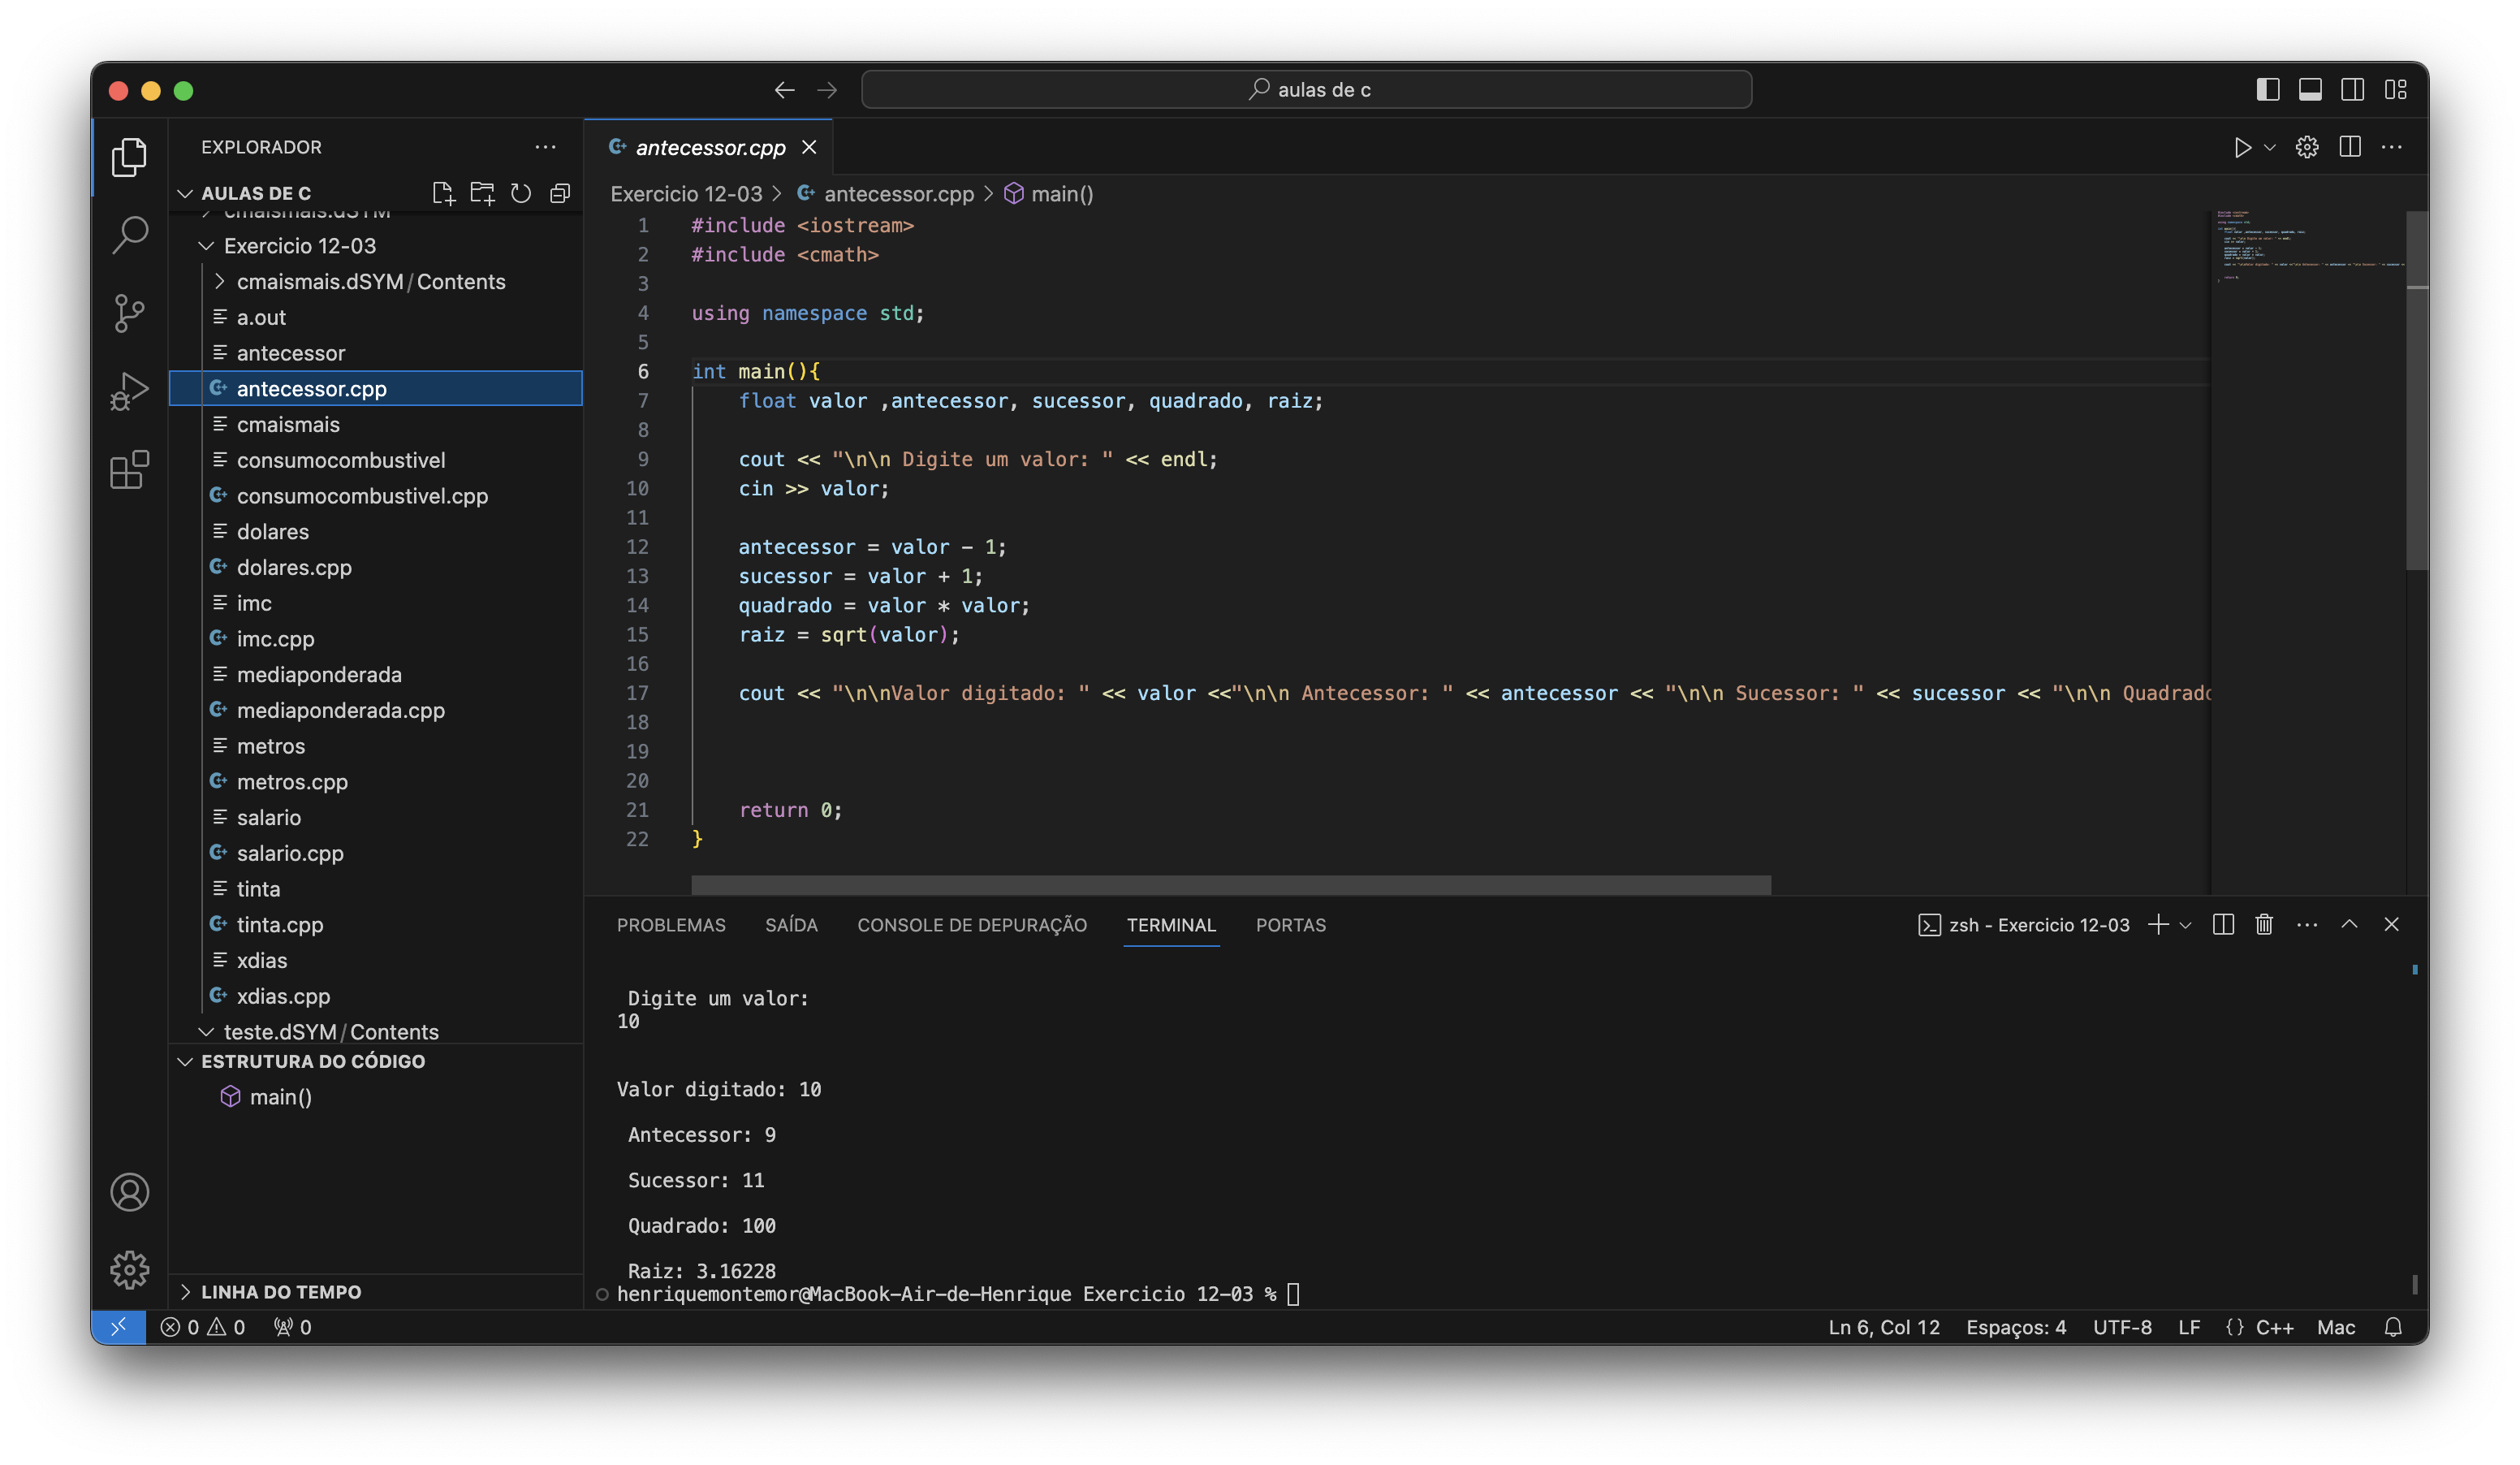 aulas de c
EXPLORADOR
AULAS DE C
cmaismais.dSYM
Exercicio 12-03
cmaismais.dSYM/Contents
a.out
antecessor
antecessor.cpp
cmaismais
consumocombustivel
consumocombustivel.cpp
dolares
dolares.cpp
imc
imc.cpp
mediaponderada
mediaponderada.cpp
metros
metros.cpp
salario
salario.cpp
tinta
tinta.cpp
xdias
xdias.cpp
teste.dSYM/Contents
ESTRUTURA DO CÓDIGO
main()
LINHA DO TEMPO
antecessor.cpp
Exercicio 12-03 > antecessor.cpp > main()
1 #include <iostream>
2 #include <cmath>
3
4 using namespace std;
5
6 int main(){
7 float valor ,antecessor, sucessor, quadrado, raiz;
8
9 cout << "\n\n Digite um valor: " << endl;
10 cin >> valor;
11
12 antecessor = valor - 1;
13 sucessor = valor + 1;
14 quadrado = valor * valor;
15 raiz = sqrt(valor);
16
17 cout << "\n\nValor digitado: " << valor <<"\n\n Antecessor: " << antecessor << "\n\n Sucessor: " << sucessor << "\n\n Quadrado
18
19
20
21 return 0;
22 }
PROBLEMAS SAÍDA CONSOLE DE DEPURAÇÃO TERMINAL PORTAS
zsh - Exercicio 12-03
Digite um valor:
10
Valor digitado: 10
Antecessor: 9
Sucessor: 11
Quadrado: 100
Raiz: 3.16228
henriquemontemor@MacBook-Air-de-Henrique Exercicio 12-03 %
0 0 0
Ln 6, Col 12 Espaços: 4 UTF-8 LF {} C++ Mac